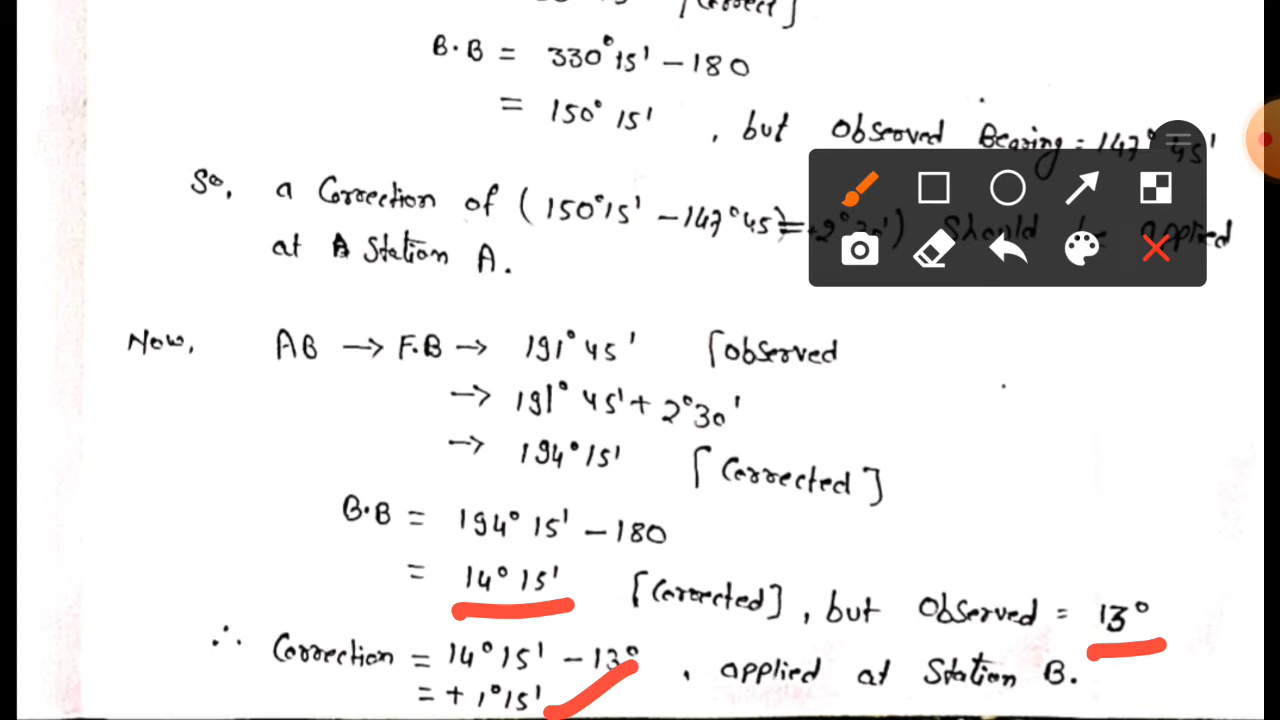 B.B = 330°15' - 180
= 150° 15' , but Observed Bearing = 147° 45'
So, a Correction of ( 150°15' - 147°45) = +2°30') Should be applied
at A Station A.
Now, AB → F.B → 191° 45' [observed
→ 191° 45' + 2°30'
→ 194°15' [Corrected]
B.B = 194° 15' - 180
= 14° 15' [Corrected], but Observed = 13°
∴ Correction = 14°15' - 13° , applied at Station B.
= + 1°15'